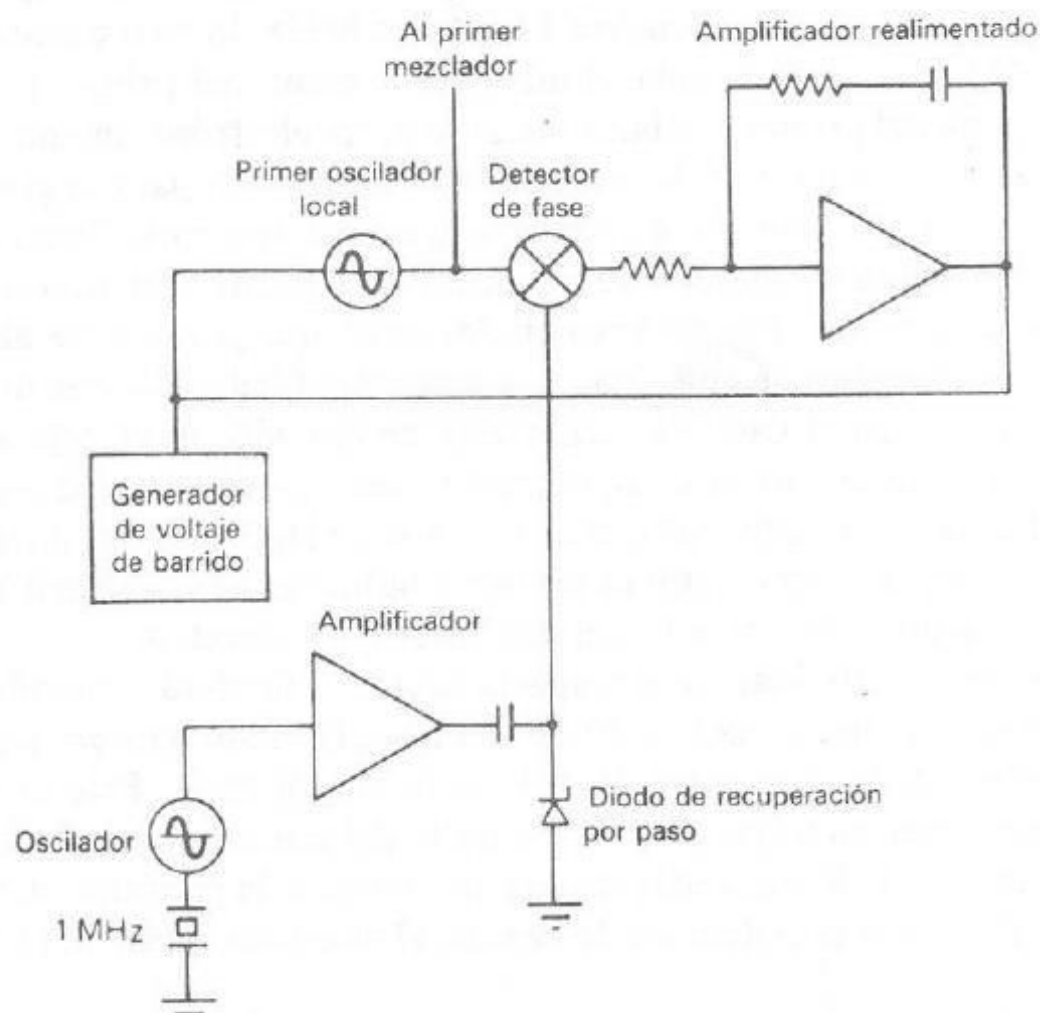 Al primer
mezclador
Amplificador realimentado
Primer oscilador
local
Detector
de fase
Generador
de voltaje
de barrido
Amplificador
Diodo de recuperación
por paso
Oscilador
1 MHz